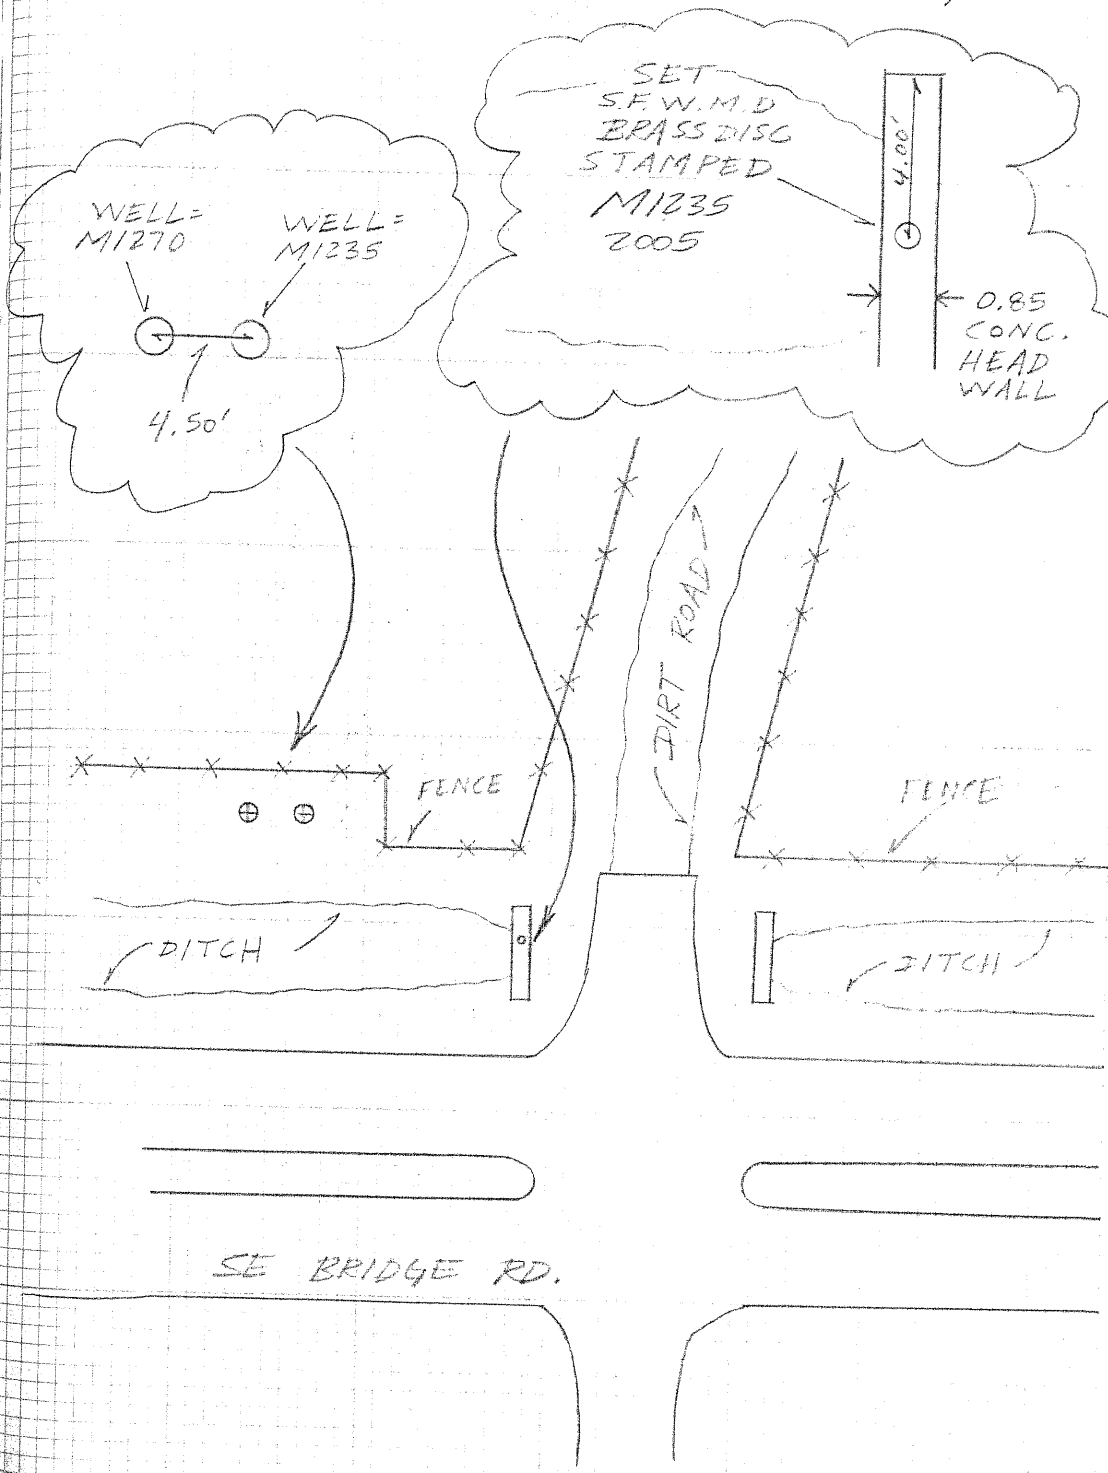 WELL=
M1270
WELL=
M1235
4.50'
SET
S.F.W.M.D
BRASS DISC
STAMPED
M1235
2005
4.00'
0.85
CONC.
HEAD
WALL
DIRT ROAD
FENCE
FENCE
DITCH
DITCH
SE BRIDGE RD.